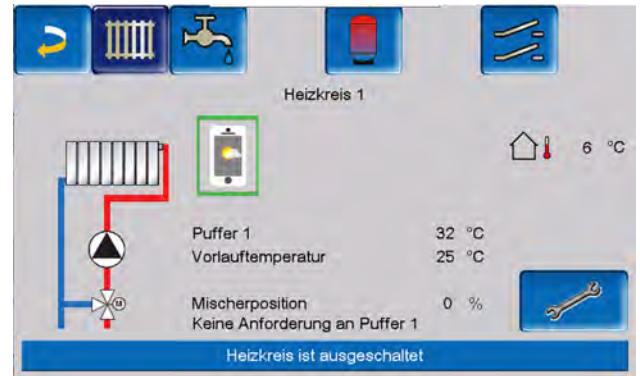 Heizkreis 1
6 °C
Puffer 1 32 °C
Vorlauftemperatur 25 °C
M
Mischerposition 0 %
Keine Anforderung an Puffer 1
Heizkreis ist ausgeschaltet